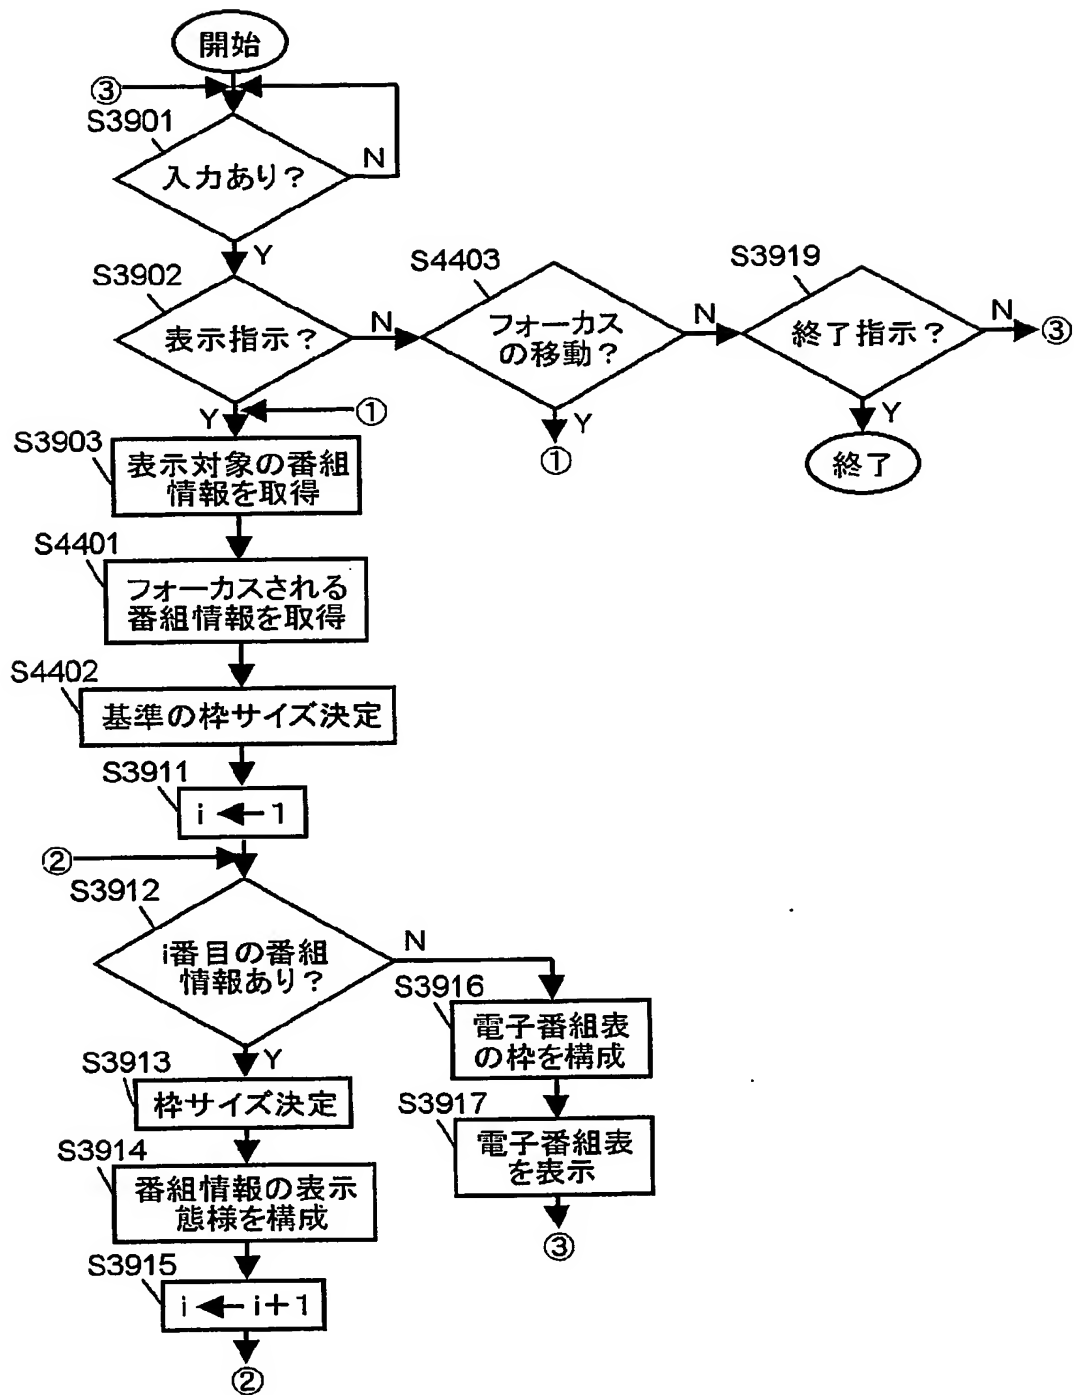 開始
③
S3901
入力あり？
N
Y
S3902
表示指示？
N
S4403
フォーカス
の移動？
N
S3919
終了指示？
N
③
Y
①
Y
①
Y
終了
S3903
表示対象の番組
情報を取得
S4401
フォーカスされる
番組情報を取得
S4402
基準の枠サイズ決定
S3911
i ← 1
②
S3912
i番目の番組
情報あり？
N
S3916
電子番組表
の枠を構成
Y
S3913
枠サイズ決定
S3917
電子番組表
を表示
③
S3914
番組情報の表示
態様を構成
S3915
i ← i+1
②